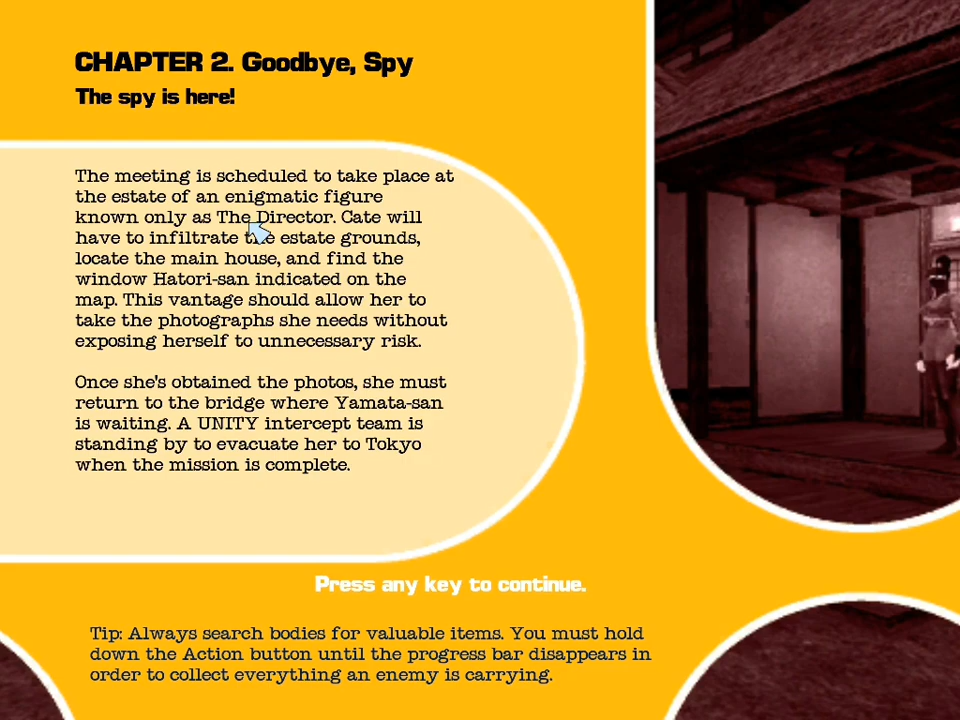 CHAPTER 2. Goodbye, Spy
The spy is here!
The meeting is scheduled to take place at
the estate of an enigmatic figure
known only as The Director. Cate will
have to infiltrate the estate grounds,
locate the main house, and find the
window Hatori-san indicated on the
map. This vantage should allow her to
take the photographs she needs without
exposing herself to unnecessary risk.
Once she's obtained the photos, she must
return to the bridge where Yamata-san
is waiting. A UNITY intercept team is
standing by to evacuate her to Tokyo
when the mission is complete.
Press any key to continue.
Tip: Always search bodies for valuable items. You must hold
down the Action button until the progress bar disappears in
order to collect everything an enemy is carrying.